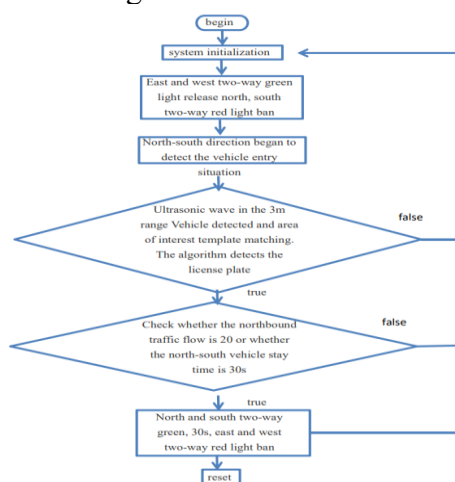 begin
system initialization
East and west two-way green
light release north, south
two-way red light ban
North-south direction began to
detect the vehicle entry
situation
Ultrasonic wave in the 3m
range Vehicle detected and area
of interest template matching.
The algorithm detects the
license plate
false
true
Check whether the northbound
traffic flow is 20 or whether
the north-south vehicle stay
time is 30s
false
true
North and south two-way
green, 30s, east and west
two-way red light ban
reset